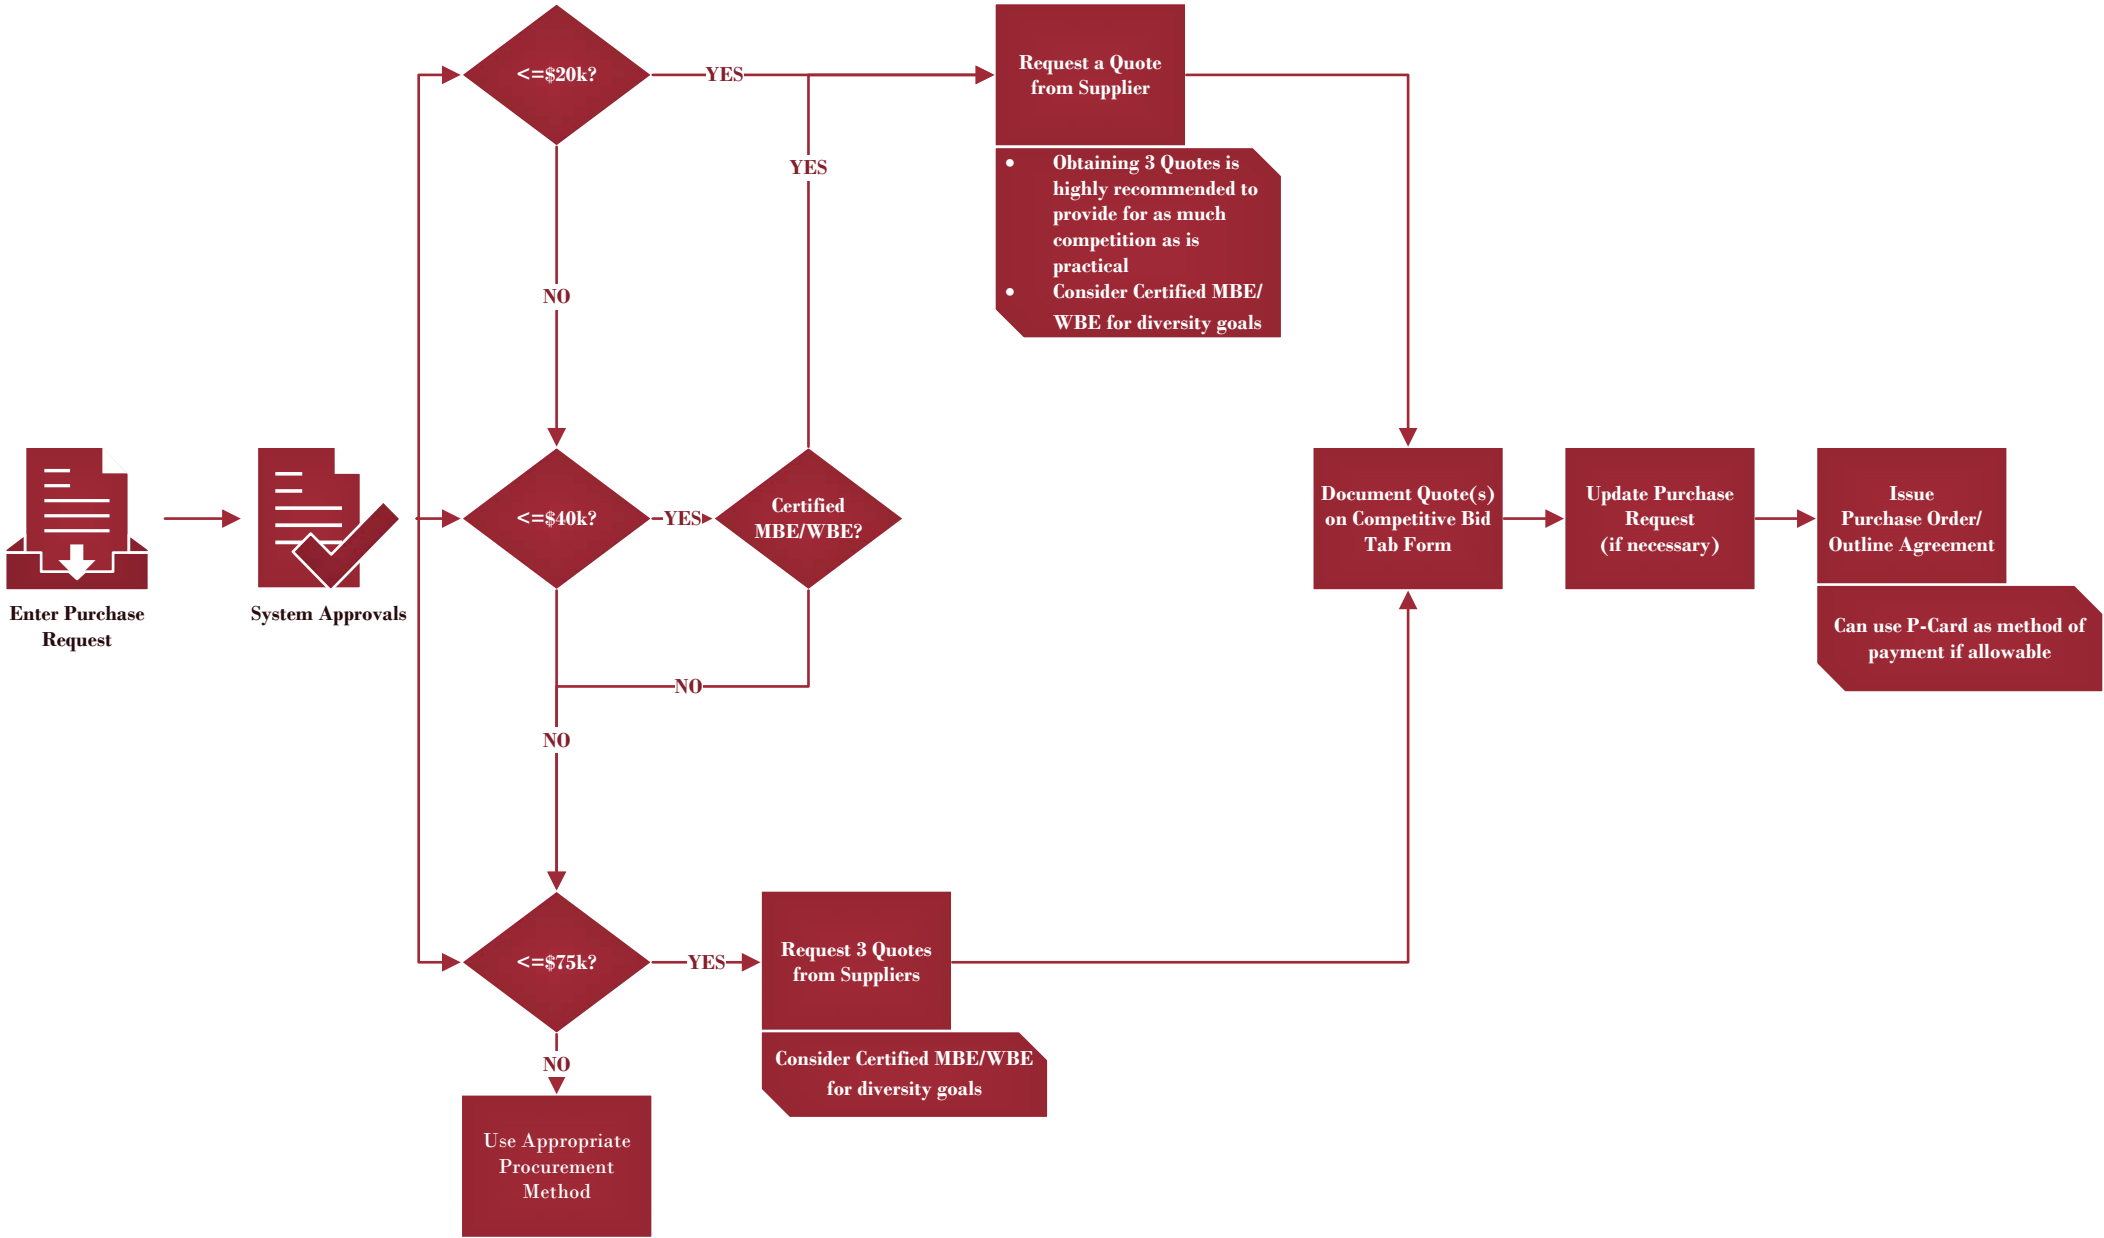 <=$20k?
YES
Request a Quote
from Supplier
YES
• Obtaining 3 Quotes is
highly recommended to
provide for as much
competition as is
practical
• Consider Certified MBE/
WBE for diversity goals
NO
Enter Purchase
Request
System Approvals
<=$40k?
YES
Certified
MBE/WBE?
Document Quote(s)
on Competitive Bid
Tab Form
Update Purchase
Request
(if necessary)
Issue
Purchase Order/
Outline Agreement
Can use P-Card as method of
payment if allowable
NO
NO
<=$75k?
YES
Request 3 Quotes
from Suppliers
Consider Certified MBE/WBE
for diversity goals
NO
Use Appropriate
Procurement
Method